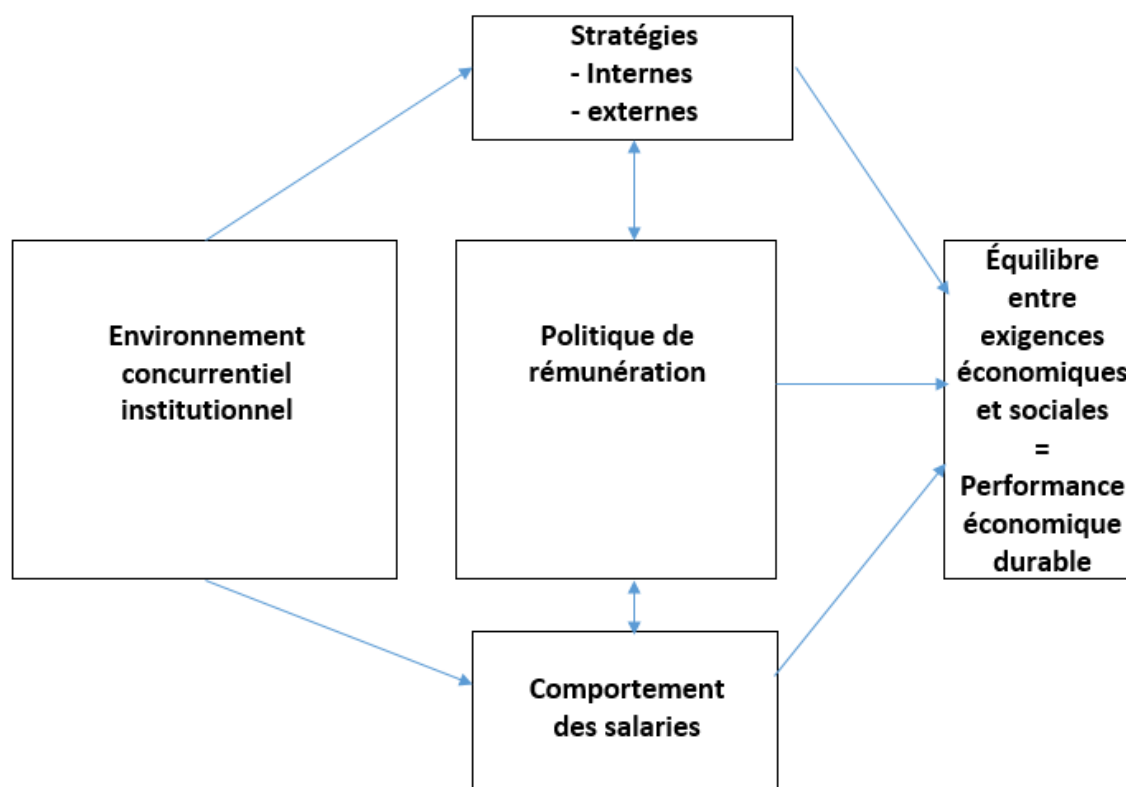 Stratégies
- Internes
- externes
Environnement
concurrentiel
institutionnel
Politique de
rémunération
Équilibre
entre
exigences
économiques
et sociales
=
Performance
économique
durable
Comportement
des salaries